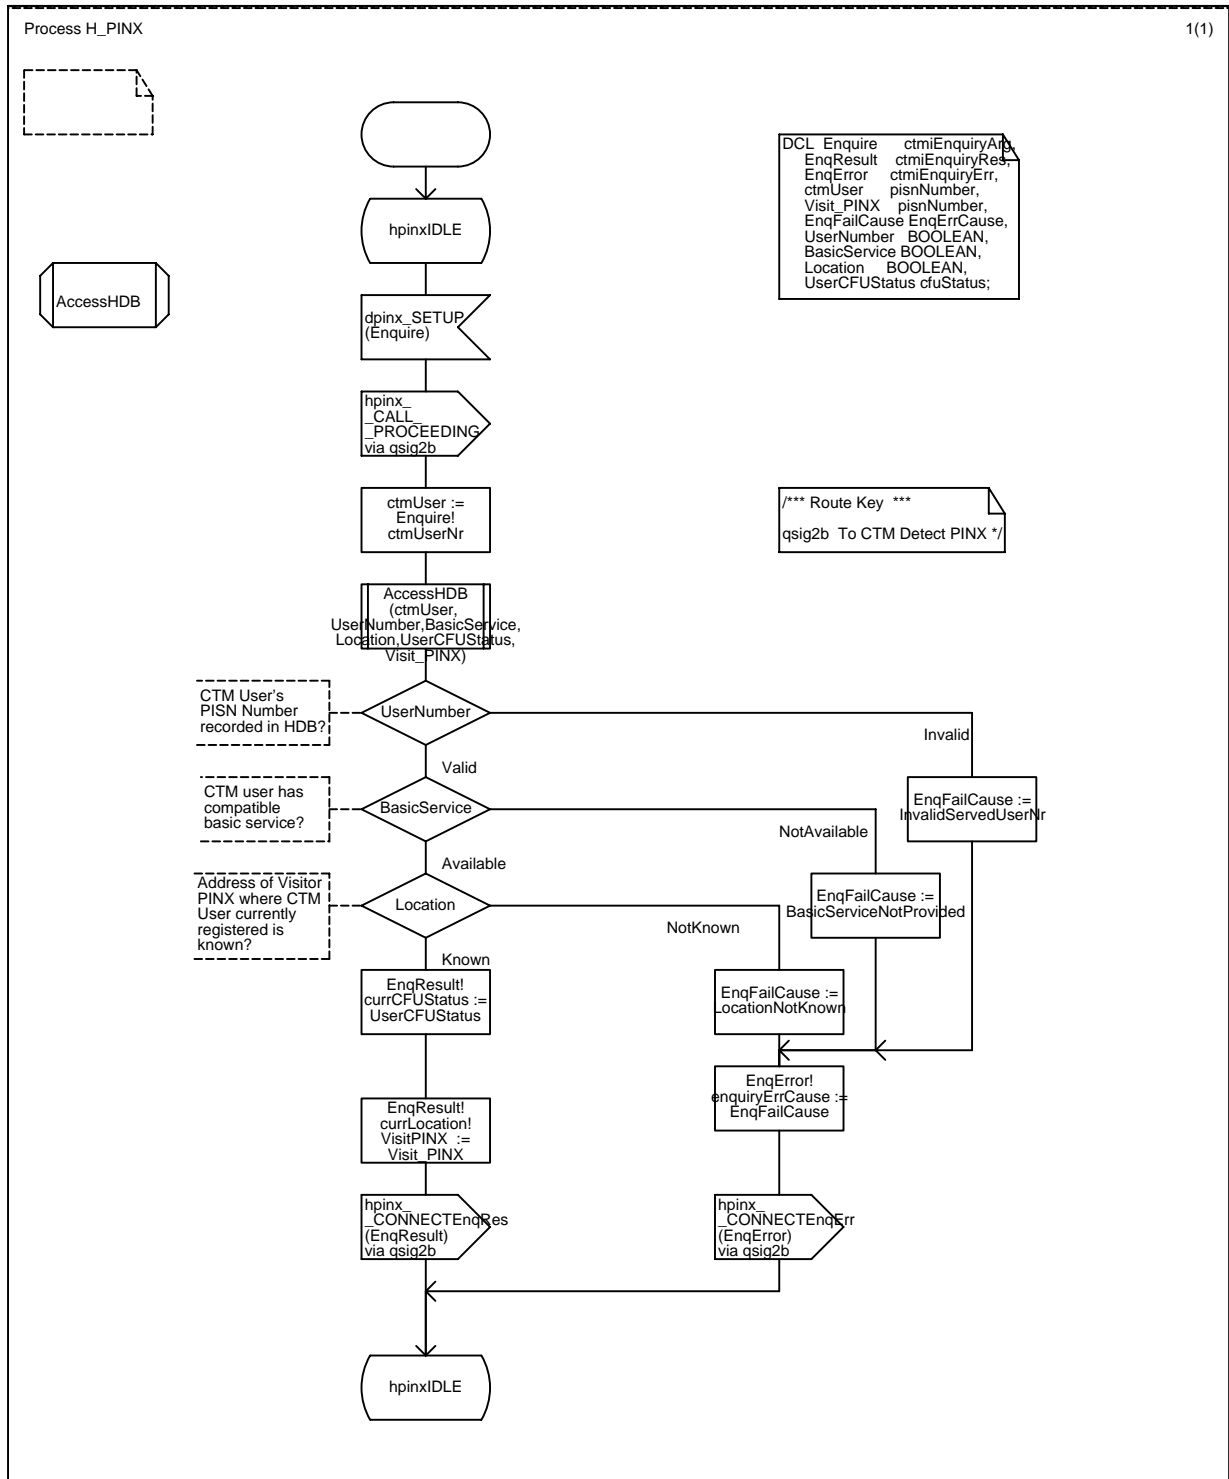 Process H_PINX
1(1)
DCL Enquire ctmiEnquiryArg,
EnqResult ctmiEnquiryRes,
EnqError ctmiEnquiryErr,
ctmUser pisnNumber,
Visit_PINX pisnNumber,
EnqFailCause EnqErrCause,
UserNumber BOOLEAN,
BasicService BOOLEAN,
Location BOOLEAN,
UserCFUStatus cfuStatus;
hpinxIDLE
AccessHDB
dpinx_SETUP
(Enquire)
hpinx_
_CALL_
_PROCEEDING
via qsig2b
ctmUser :=
Enquire!
ctmUserNr
/*** Route Key ***
qsig2b To CTM Detect PINX */
AccessHDB
(ctmUser,
UserNumber,BasicService,
Location,UserCFUStatus,
Visit_PINX)
CTM User's
PISN Number
recorded in HDB?
UserNumber
Invalid
Valid
CTM user has
compatible
basic service?
BasicService
EnqFailCause :=
InvalidServedUserNr
NotAvailable
Available
Address of Visitor
PINX where CTM
User currently
registered is
known?
Location
EnqFailCause :=
BasicServiceNotProvided
NotKnown
Known
EnqResult!
currCFUStatus :=
UserCFUStatus
EnqFailCause :=
LocationNotKnown
EnqError!
enquiryErrCause :=
EnqFailCause
EnqResult!
currLocation!
VisitPINX :=
Visit_PINX
hpinx_
_CONNECTEnqRes
(EnqResult)
via qsig2b
hpinx_
_CONNECTEnqErr
(EnqError)
via qsig2b
hpinxIDLE